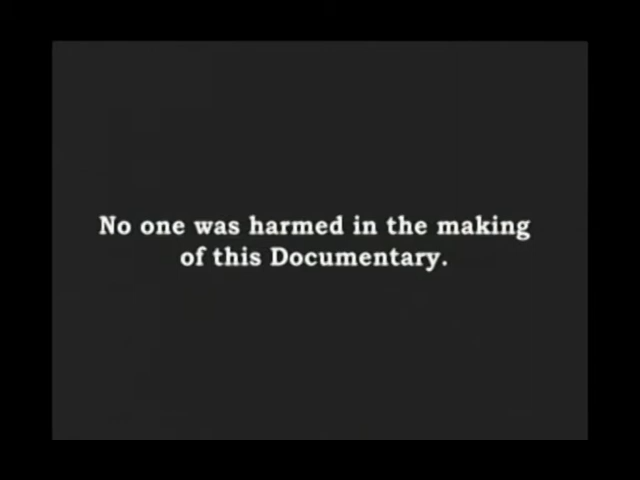 No one was harmed in the making
of this Documentary.